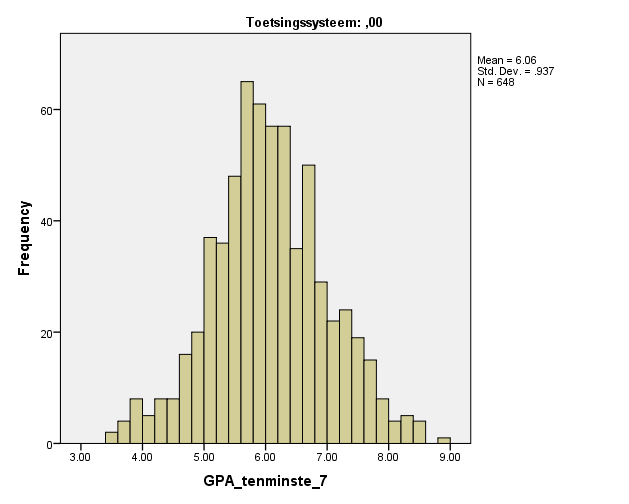 Toetsingssysteem: ,00
Mean = 6.06
Std. Dev. = .937
N = 648
60
40
20
0
Frequency
3.00 4.00 5.00 6.00 7.00 8.00 9.00
GPA_tenminste_7